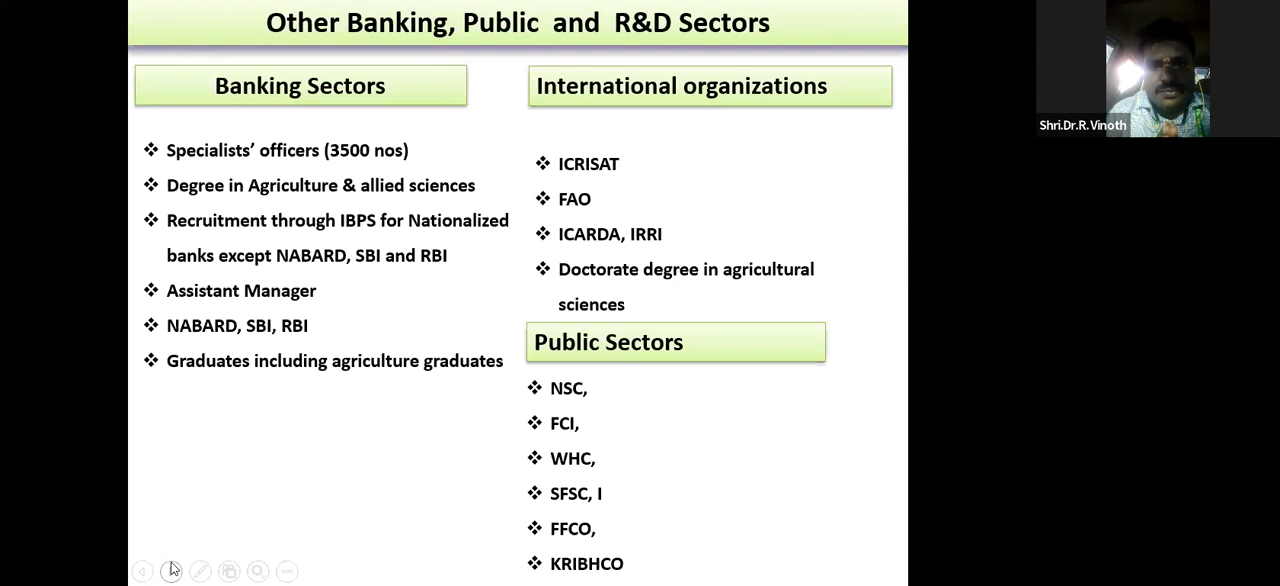 Other Banking, Public and R&D Sectors
Banking Sectors
❖ Specialists’ officers (3500 nos)
❖ Degree in Agriculture & allied sciences
❖ Recruitment through IBPS for Nationalized
banks except NABARD, SBI and RBI
❖ Assistant Manager
❖ NABARD, SBI, RBI
❖ Graduates including agriculture graduates
International organizations
❖ ICRISAT
❖ FAO
❖ ICARDA, IRRI
❖ Doctorate degree in agricultural
sciences
Public Sectors
❖ NSC,
❖ FCI,
❖ WHC,
❖ SFSC, I
❖ FFCO,
❖ KRIBHCO
Shri.Dr.R.Vinoth